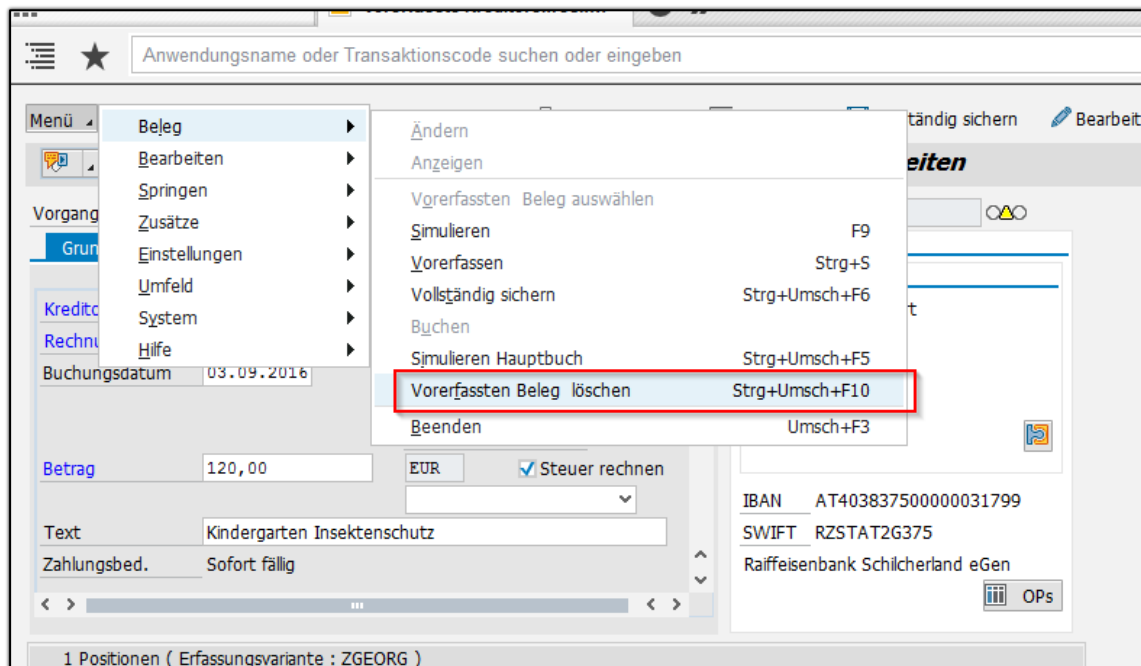 Anwendungsname oder Transaktionscode suchen oder eingeben
Menü
Beleg
Bearbeiten
Springen
Zusätze
Einstellungen
Umfeld
System
Hilfe
Ändern
Anzeigen
Vorerfassten Beleg auswählen
Simulieren F9
Vorerfassen Strg+S
Vollständig sichern Strg+Umsch+F6
Buchen
Simulieren Hauptbuch Strg+Umsch+F5
Vorerfassten Beleg löschen Strg+Umsch+F10
Beenden Umsch+F3
tändig sichern Bearbeit
eiten
Vorgang
Grun
Kredito
Rechnu
Buchungsdatum 03.09.2016
Betrag 120,00 EUR Steuer rechnen
Text Kindergarten Insektenschutz
Zahlungsbed. Sofort fällig
t
IBAN AT403837500000031799
SWIFT RZSTAT2G375
Raiffeisenbank Schilcherland eGen
OPs
1 Positionen ( Erfassungsvariante : ZGEORG )